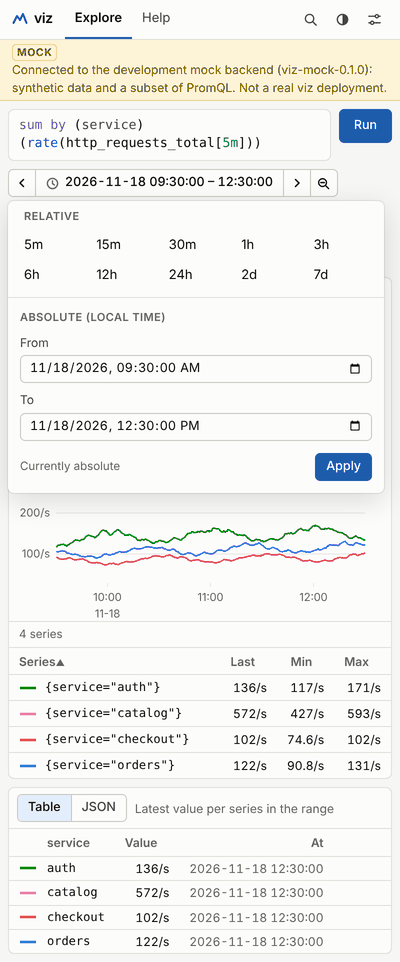 viz Explore Help
MOCK
Connected to the development mock backend (viz-mock-0.1.0):
synthetic data and a subset of PromQL. Not a real viz deployment.
sum by (service)
(rate(http_requests_total[5m]))
Run
2026-11-18 09:30:00 – 12:30:00
RELATIVE
5m 15m 30m 1h 3h
6h 12h 24h 2d 7d
ABSOLUTE (LOCAL TIME)
From
11/18/2026, 09:30:00 AM
To
11/18/2026, 12:30:00 PM
Currently absolute Apply
200/s
100/s
10:00 11:00 12:00
11-18
4 series
Series▲ Last Min Max
{service="auth"} 136/s 117/s 171/s
{service="catalog"} 572/s 427/s 593/s
{service="checkout"} 102/s 74.6/s 102/s
{service="orders"} 122/s 90.8/s 131/s
Table JSON Latest value per series in the range
service Value At
auth 136/s 2026-11-18 12:30:00
catalog 572/s 2026-11-18 12:30:00
checkout 102/s 2026-11-18 12:30:00
orders 122/s 2026-11-18 12:30:00